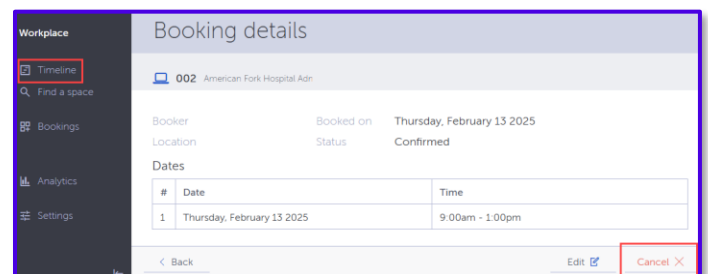 Workplace
Timeline
Find a space
Bookings
Analytics
Settings
Booking details
002 American Fork Hospital Adm
Booker Booked on Thursday, February 13 2025
Location Status Confirmed
Dates
# Date Time
1 Thursday, February 13 2025 9:00am - 1:00pm
Back Edit Cancel